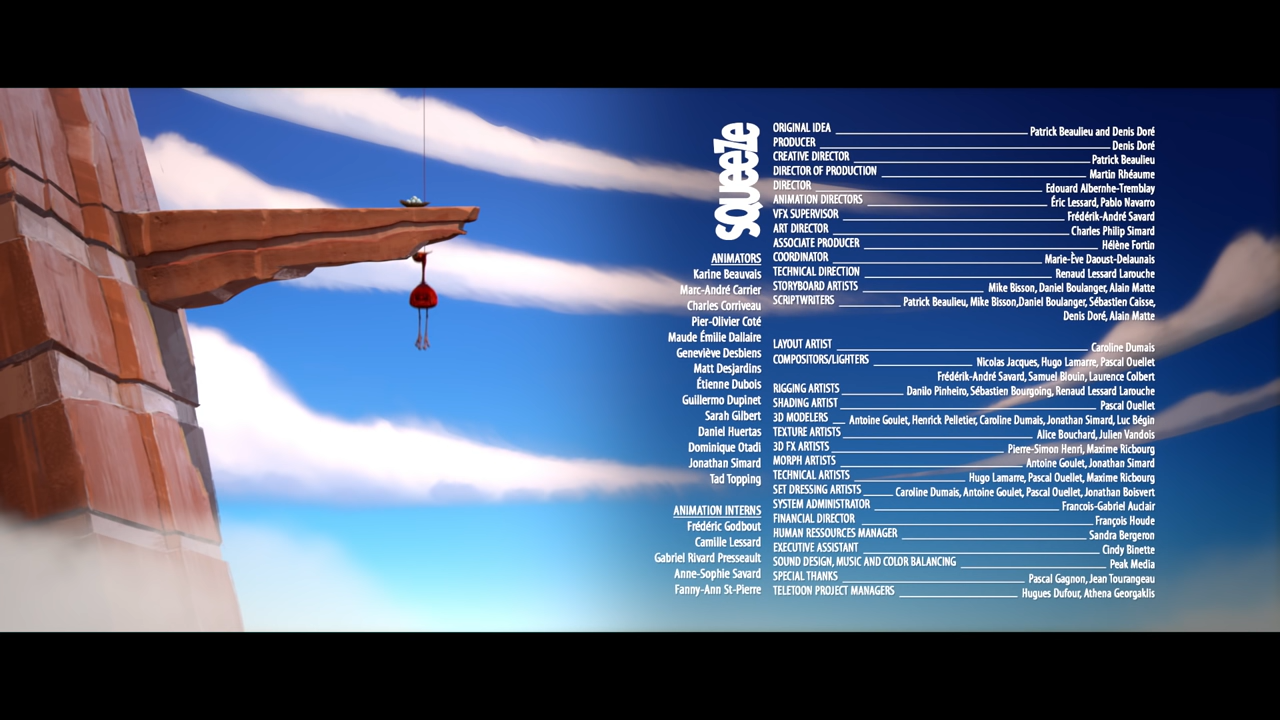 squeeze
ORIGINAL IDEA Patrick Beaulieu and Denis Doré
PRODUCER Denis Doré
CREATIVE DIRECTOR Patrick Beaulieu
DIRECTOR OF PRODUCTION Martin Rhéaume
DIRECTOR Edouard Albernhe-Tremblay
ANIMATION DIRECTORS Éric Lessard, Pablo Navarro
VFX SUPERVISOR Frédérik-André Savard
ART DIRECTOR Charles Philip Simard
ASSOCIATE PRODUCER Hélène Fortin
COORDINATOR Marie-Ève Daoust-Delaunais
TECHNICAL DIRECTION Renaud Lessard Larouche
STORYBOARD ARTISTS Mike Bisson, Daniel Boulanger, Alain Matte
SCRIPTWRITERS Patrick Beaulieu, Mike Bisson,Daniel Boulanger, Sébastien Caisse,
Denis Doré, Alain Matte
LAYOUT ARTIST Caroline Dumais
COMPOSITORS/LIGHTERS Nicolas Jacques, Hugo Lamarre, Pascal Ouellet
Frédérik-André Savard, Samuel Blouin, Laurence Colbert
RIGGING ARTISTS Danilo Pinheiro, Sébastien Bourgoing, Renaud Lessard Larouche
SHADING ARTIST Pascal Ouellet
3D MODELERS Antoine Goulet, Henrick Pelletier, Caroline Dumais, Jonathan Simard, Luc Bégin
TEXTURE ARTISTS Alice Bouchard, Julien Vandois
3D FX ARTISTS Pierre-Simon Henri, Maxime Ricbourg
MORPH ARTISTS Antoine Goulet, Jonathan Simard
TECHNICAL ARTISTS Hugo Lamarre, Pascal Ouellet, Maxime Ricbourg
SET DRESSING ARTISTS Caroline Dumais, Antoine Goulet, Pascal Ouellet, Jonathan Boisvert
SYSTEM ADMINISTRATOR Francois-Gabriel Auclair
FINANCIAL DIRECTOR François Houde
HUMAN RESSOURCES MANAGER Sandra Bergeron
EXECUTIVE ASSISTANT Cindy Binette
SOUND DESIGN, MUSIC AND COLOR BALANCING Peak Media
SPECIAL THANKS Pascal Gagnon, Jean Tourangeau
TELETOON PROJECT MANAGERS Hugues Dufour, Athena Georgaklis
ANIMATORS
Karine Beauvais
Marc-André Carrier
Charles Corriveau
Pier-Olivier Coté
Maude Émilie Dallaire
Geneviève Desbiens
Matt Desjardins
Étienne Dubois
Guillermo Dupinet
Sarah Gilbert
Daniel Huertas
Dominique Otadi
Jonathan Simard
Tad Topping
ANIMATION INTERNS
Frédéric Godbout
Camille Lessard
Gabriel Rivard Presseault
Anne-Sophie Savard
Fanny-Ann St-Pierre